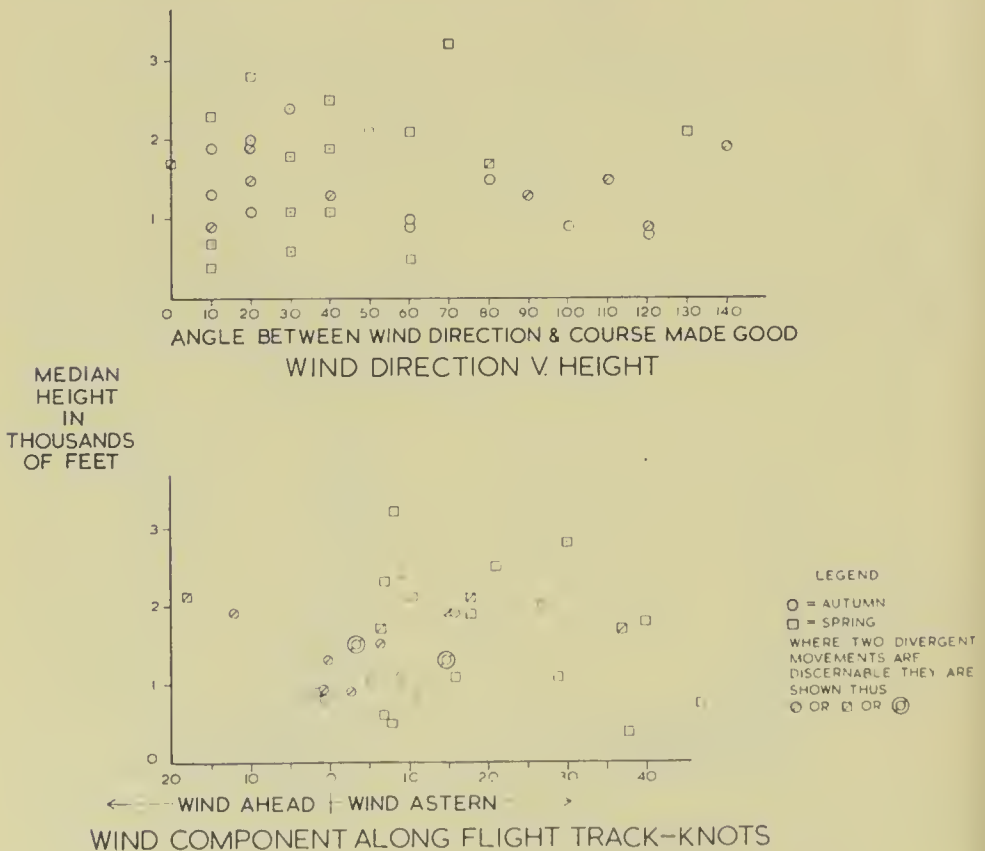 3
2
1
0 10 20 30 40 50 60 70 80 90 100 110 120 130 140
ANGLE BETWEEN WIND DIRECTION & COURSE MADE GOOD
WIND DIRECTION V. HEIGHT
MEDIAN
HEIGHT
IN
THOUSANDS
OF FEET
3
2
1
0
20 10 0 10 20 30 40
WIND AHEAD WIND ASTERN
WIND COMPONENT ALONG FLIGHT TRACK-KNOTS
LEGEND
= AUTUMN
= SPRING
WHERE TWO DIVERGENT
MOVEMENTS ARE
DISCERNABLE THEY ARE
SHOWN THUS
OR OR